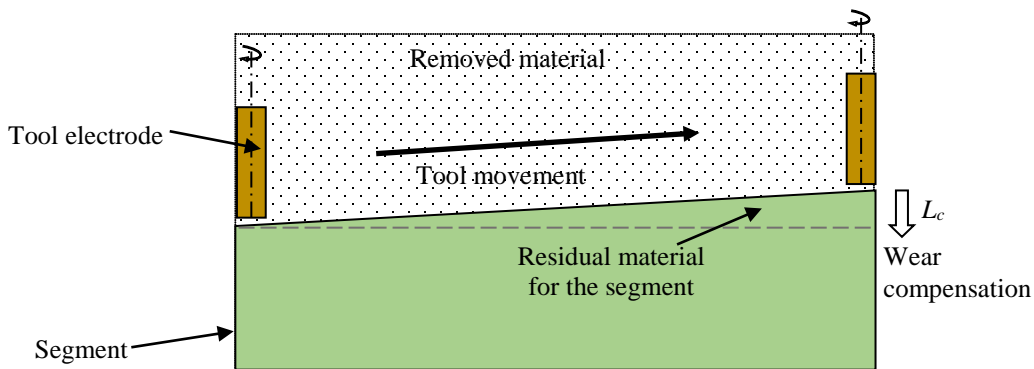 Removed material
Tool electrode
Tool movement
L_c
Residual material
for the segment
Wear
compensation
Segment